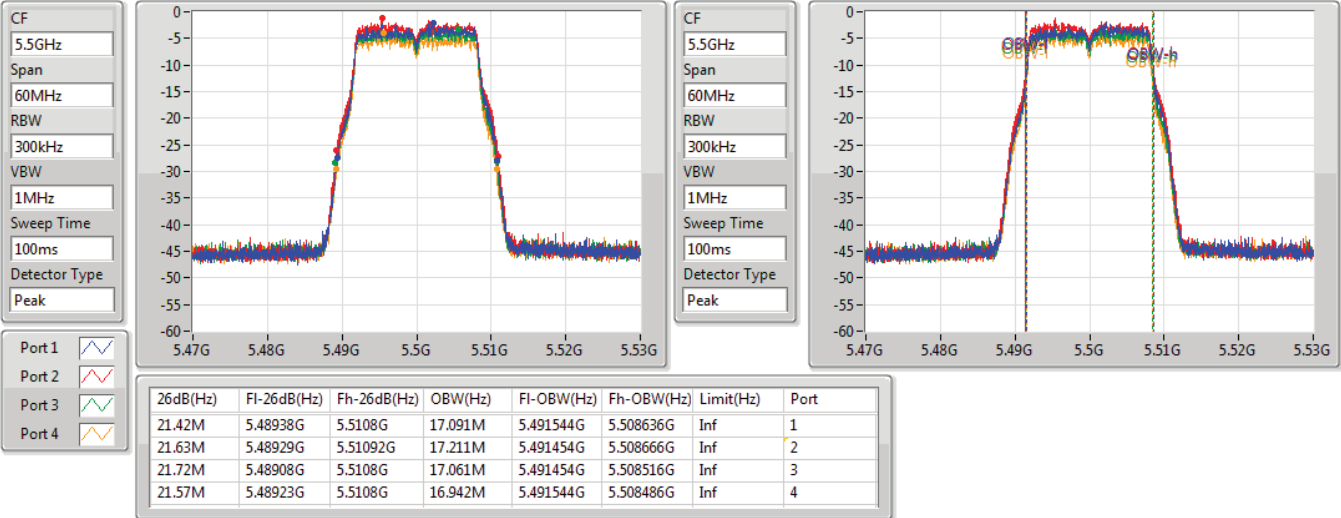 CF
5.5GHz
Span
60MHz
RBW
300kHz
VBW
1MHz
Sweep Time
100ms
Detector Type
Peak
0
-5
-10
-15
-20
-25
-30
-35
-40
-45
-50
-55
-60
5.47G 5.48G 5.49G 5.5G 5.51G 5.52G 5.53G
CF
5.5GHz
Span
60MHz
RBW
300kHz
VBW
1MHz
Sweep Time
100ms
Detector Type
Peak
0
-5
-10
-15
-20
-25
-30
-35
-40
-45
-50
-55
-60
OBW-l
OBW-h
5.47G 5.48G 5.49G 5.5G 5.51G 5.52G 5.53G
Port 1
Port 2
Port 3
Port 4
26dB(Hz) Fl-26dB(Hz) Fh-26dB(Hz) OBW(Hz) Fl-OBW(Hz) Fh-OBW(Hz) Limit(Hz) Port
21.42M 5.48938G 5.5108G 17.091M 5.491544G 5.508636G Inf 1
21.63M 5.48929G 5.51092G 17.211M 5.491454G 5.508666G Inf 2
21.72M 5.48908G 5.5108G 17.061M 5.491454G 5.508516G Inf 3
21.57M 5.48923G 5.5108G 16.942M 5.491544G 5.508486G Inf 4